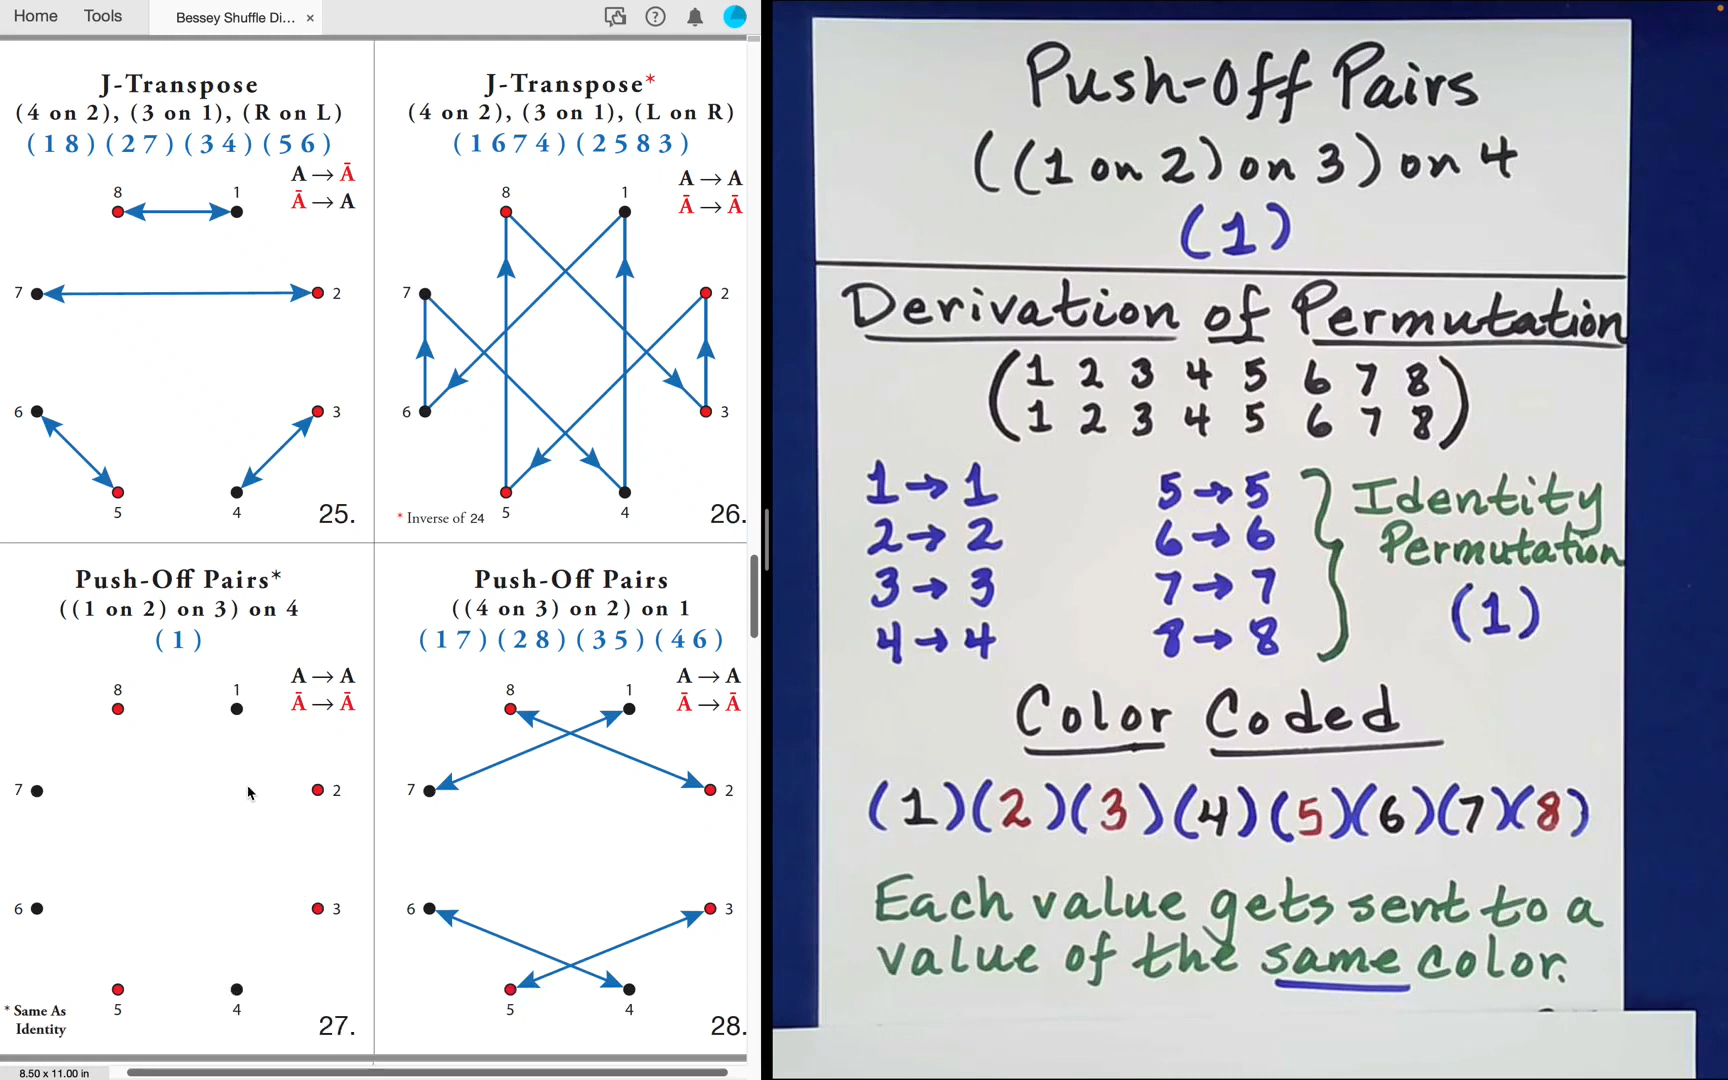 Home Tools Bessey Shuffle Di... ×
J-Transpose
(4 on 2), (3 on 1), (R on L)
(18)(27)(34)(56)
A → Ā
Ā → A
8 1
7 2
6 3
5 4
25.
J-Transpose*
(4 on 2), (3 on 1), (L on R)
(1674)(2583)
A → A
Ā → Ā
8 1
7 2
6 3
* Inverse of 24 5 4
26.
Push-Off Pairs*
((1 on 2) on 3) on 4
(1)
A → A
Ā → Ā
8 1
7 2
6 3
5 4
* Same As
Identity
27.
Push-Off Pairs
((4 on 3) on 2) on 1
(17)(28)(35)(46)
A → A
Ā → Ā
8 1
7 2
6 3
5 4
28.
8.50 x 11.00 in
Push-Off Pairs
((1 on 2) on 3) on 4
(1)
Derivation of Permutation
(1 2 3 4 5 6 7 8
1 2 3 4 5 6 7 8)
1→1 5→5
2→2 6→6
3→3 7→7
4→4 8→8
} Identity
Permutation
(1)
Color Coded
(1)(2)(3)(4)(5)(6)(7)(8)
Each value gets sent to a
value of the same color.